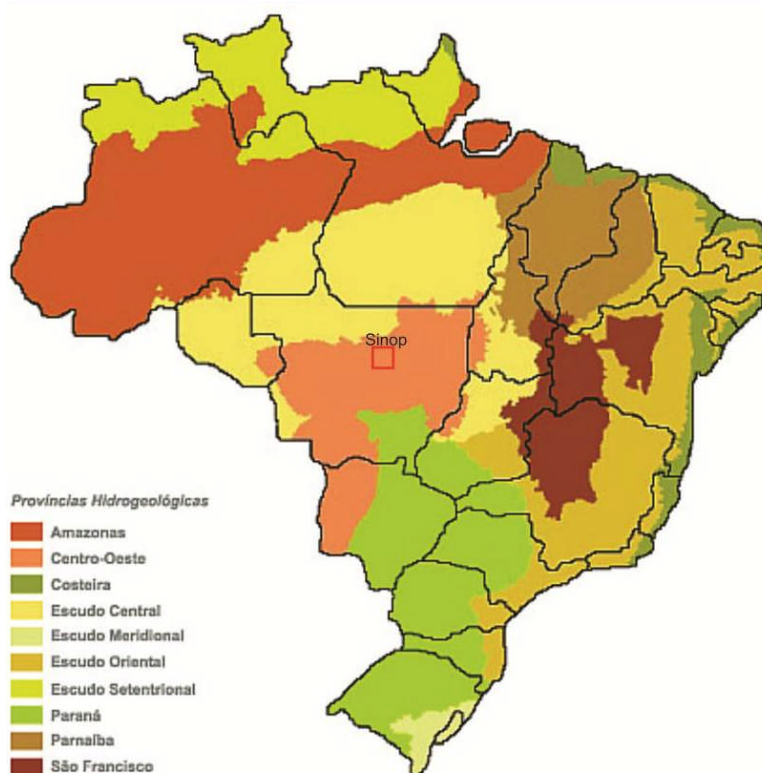 Sinop
Províncias Hidrogeológicas
Amazonas
Centro-Oeste
Costeira
Escudo Central
Escudo Meridional
Escudo Oriental
Escudo Setentrional
Paraná
Parnaíba
São Francisco